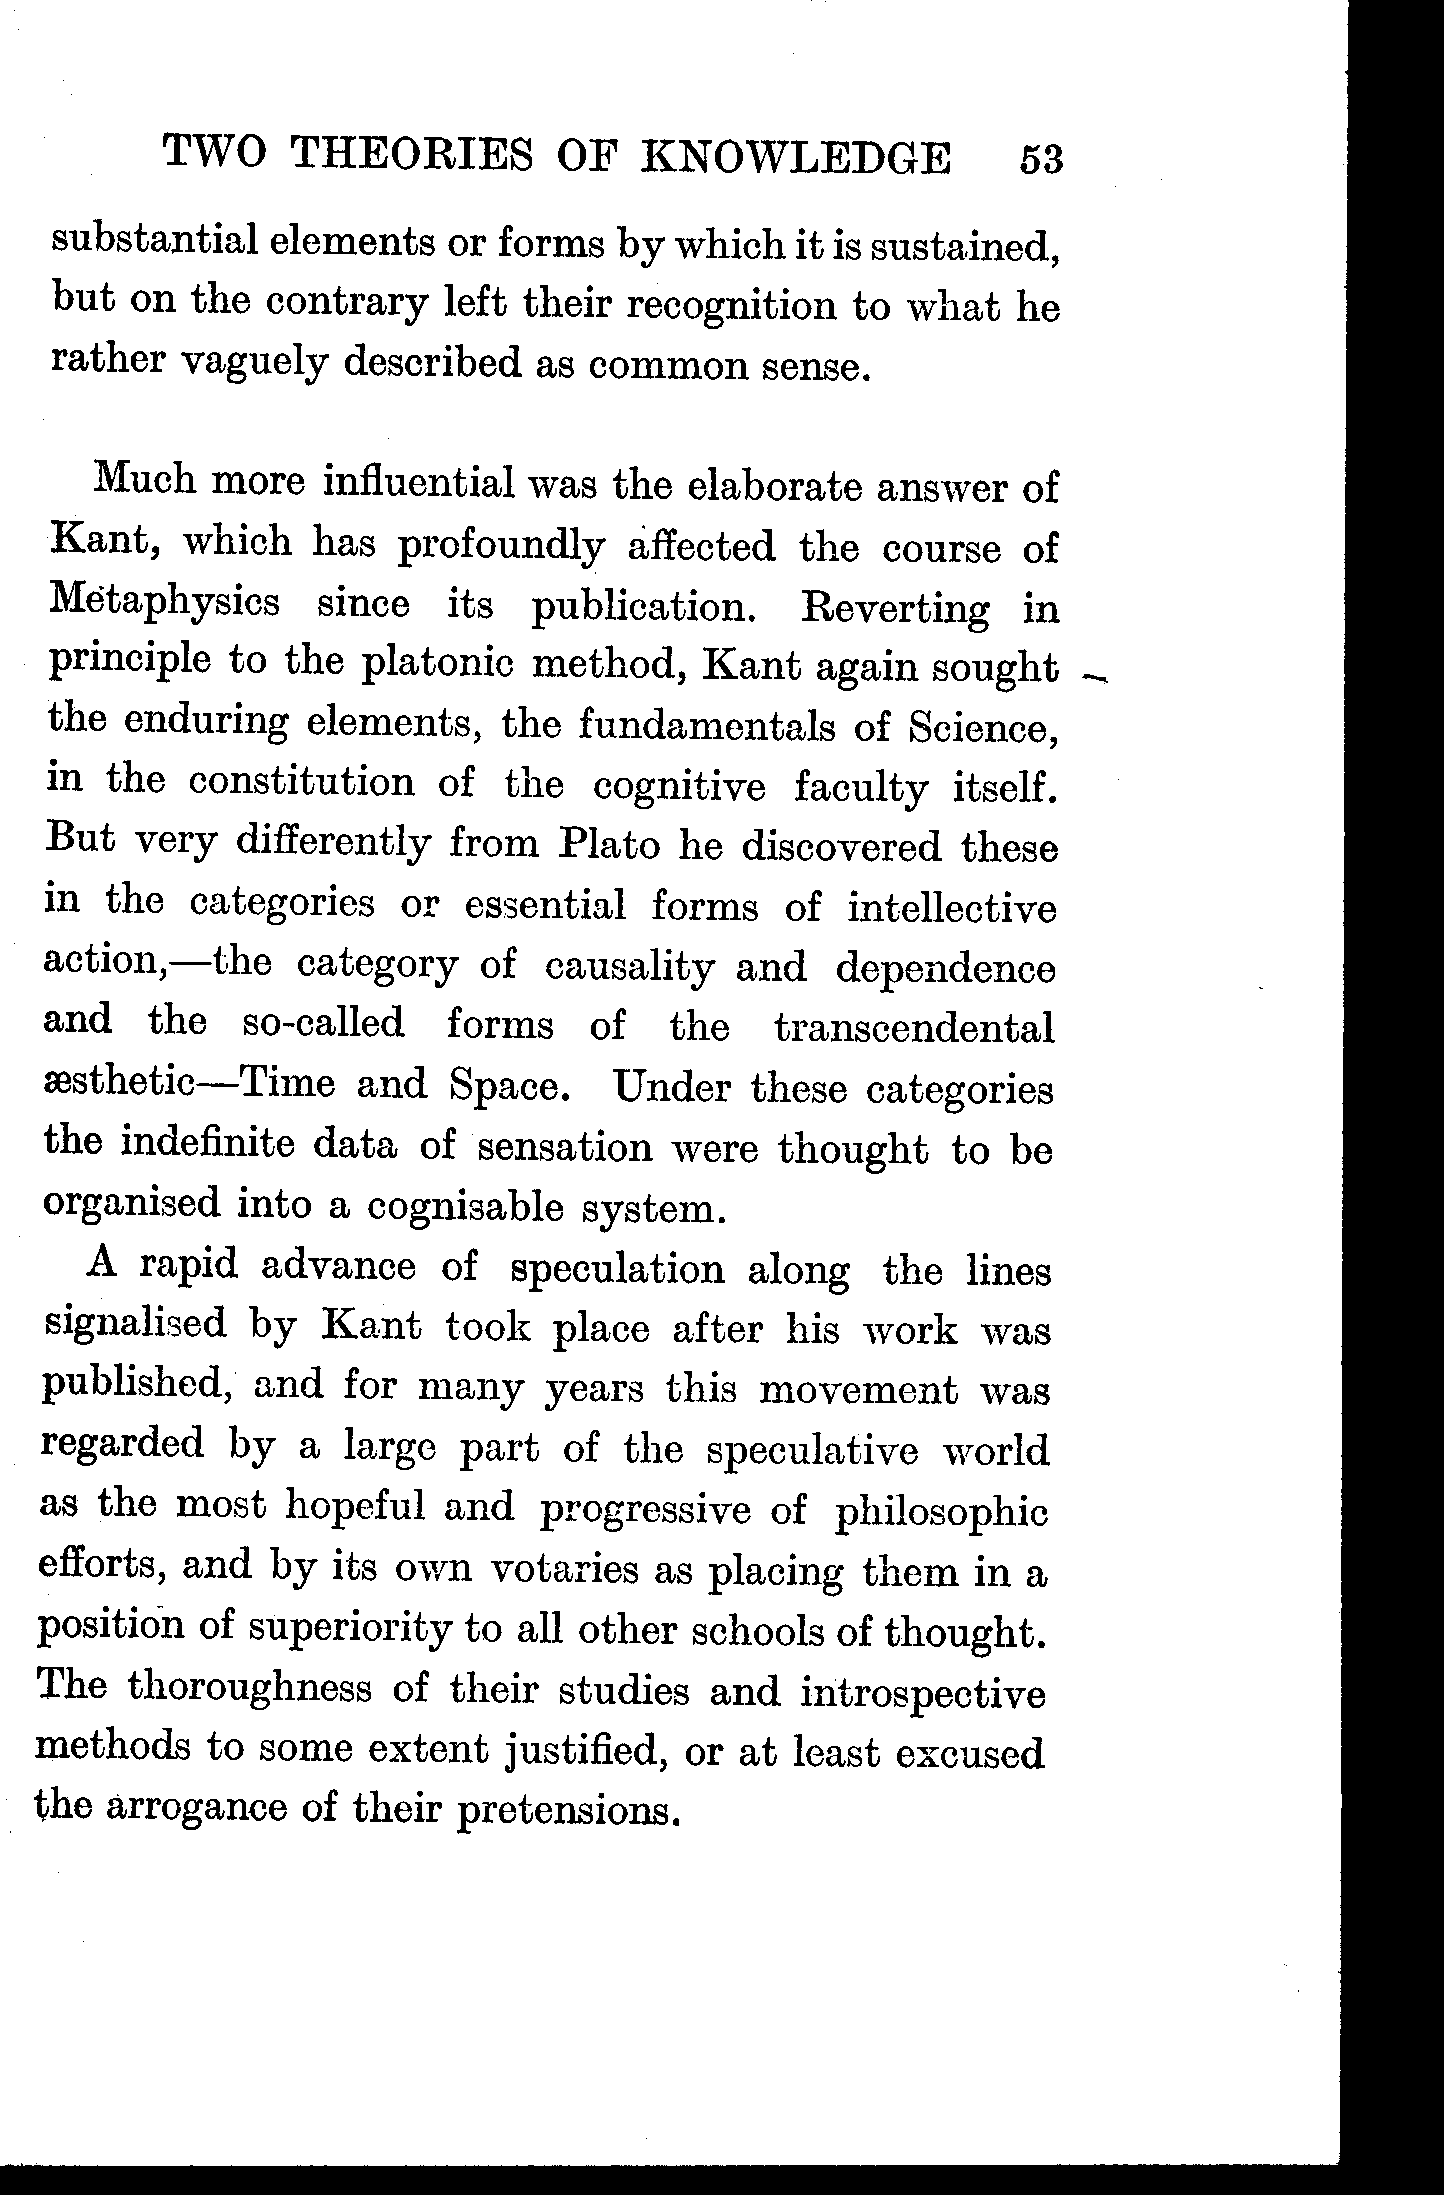 TWO THEORIES OF KNOWLEDGE 53
substantial elements or forms by which it is sustained,
but on the contrary left their recognition to what he
rather vaguely described as common sense.
Much more influential was the elaborate answer of
Kant, which has profoundly affected the course of
Metaphysics since its publication. Reverting in
principle to the platonic method, Kant again sought
the enduring elements, the fundamentals of Science,
in the constitution of the cognitive faculty itself.
But very differently from Plato he discovered these
in the categories or essential forms of intellective
action,—the category of causality and dependence
and the so-called forms of the transcendental
æsthetic—Time and Space. Under these categories
the indefinite data of sensation were thought to be
organised into a cognisable system.
A rapid advance of speculation along the lines
signalised by Kant took place after his work was
published, and for many years this movement was
regarded by a large part of the speculative world
as the most hopeful and progressive of philosophic
efforts, and by its own votaries as placing them in a
position of superiority to all other schools of thought.
The thoroughness of their studies and introspective
methods to some extent justified, or at least excused
the arrogance of their pretensions.